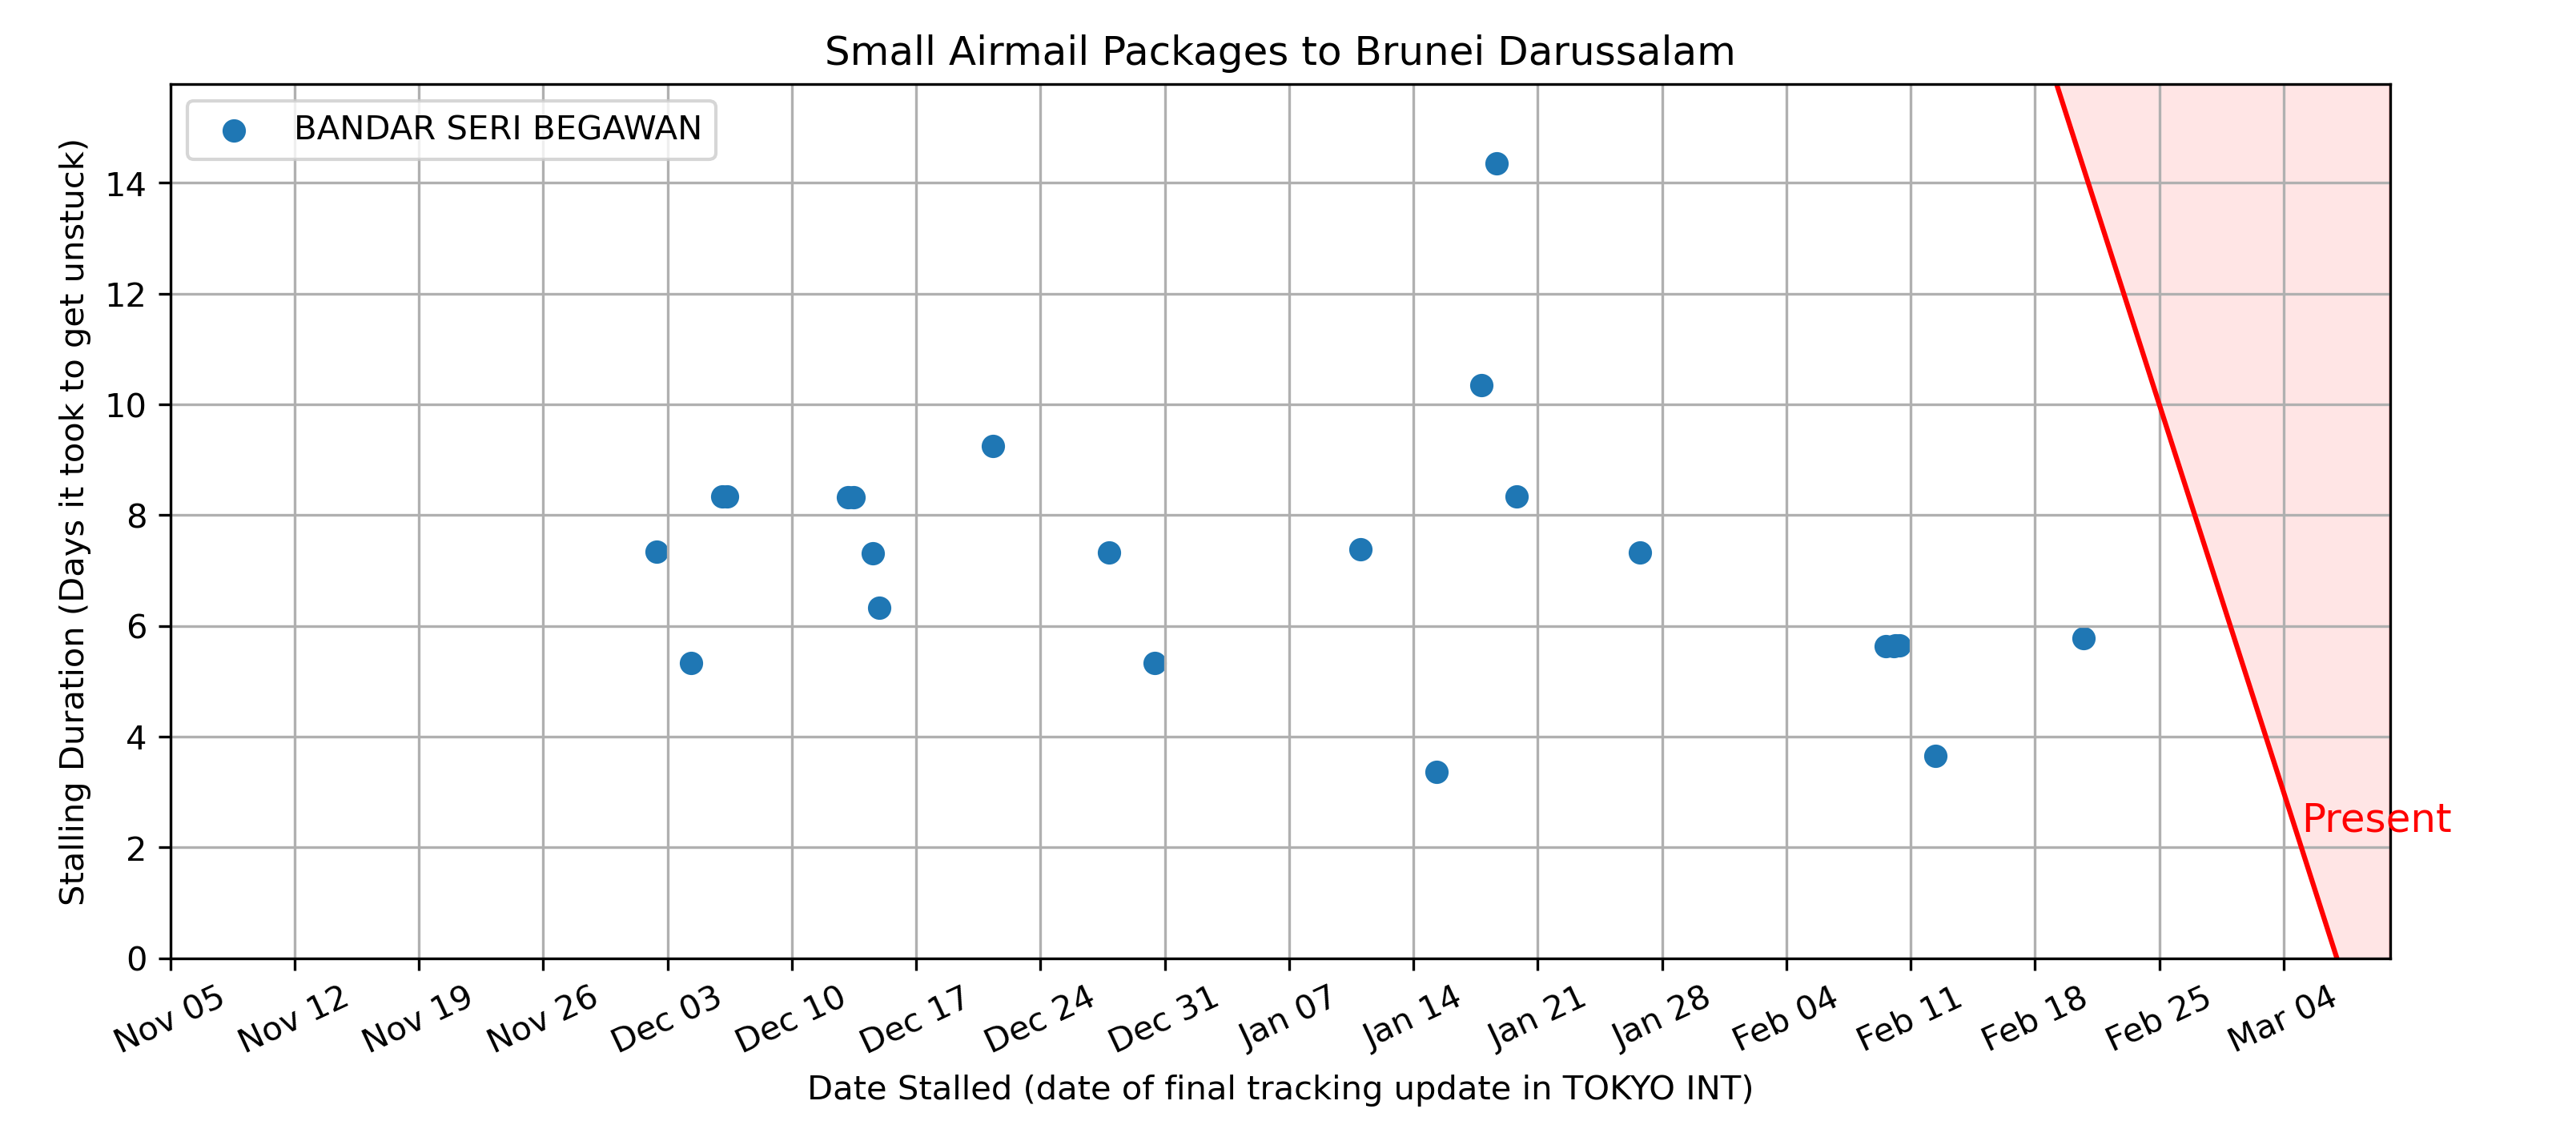 Small Airmail Packages to Brunei Darussalam
BANDAR SERI BEGAWAN
Stalling Duration (Days it took to get unstuck)
14
12
10
8
6
4
2
0
Present
Nov 05
Nov 12
Nov 19
Nov 26
Dec 03
Dec 10
Dec 17
Dec 24
Dec 31
Jan 07
Jan 14
Jan 21
Jan 28
Feb 04
Feb 11
Feb 18
Feb 25
Mar 04
Date Stalled (date of final tracking update in TOKYO INT)